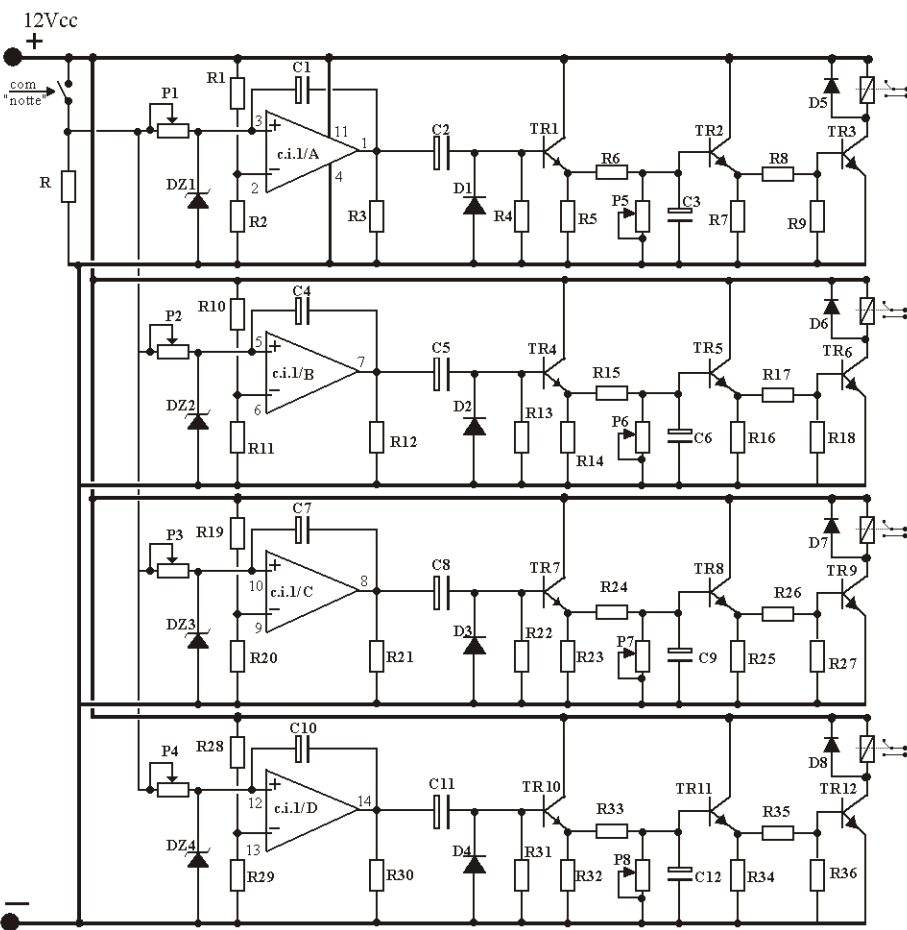 12Vcc
+
com
"notte"
R
P1
R1
C1
3
+
11
1
c.i.1/A
−
2
4
DZ1
R2
R3
C2
D1
R4
TR1
R5
R6
P5
C3
TR2
R7
R8
R9
D5
TR3
P2
R10
C4
5
+
7
c.i.1/B
−
6
DZ2
R11
R12
C5
D2
R13
TR4
R14
R15
P6
C6
TR5
R16
R17
R18
D6
TR6
P3
R19
C7
+
10
8
c.i.1/C
−
9
DZ3
R20
R21
C8
D3
R22
TR7
R23
R24
P7
C9
TR8
R25
R26
R27
D7
TR9
P4
R28
C10
+
12
14
c.i.1/D
−
13
DZ4
R29
R30
C11
D4
R31
TR10
R32
R33
P8
C12
TR11
R34
R35
R36
D8
TR12
−